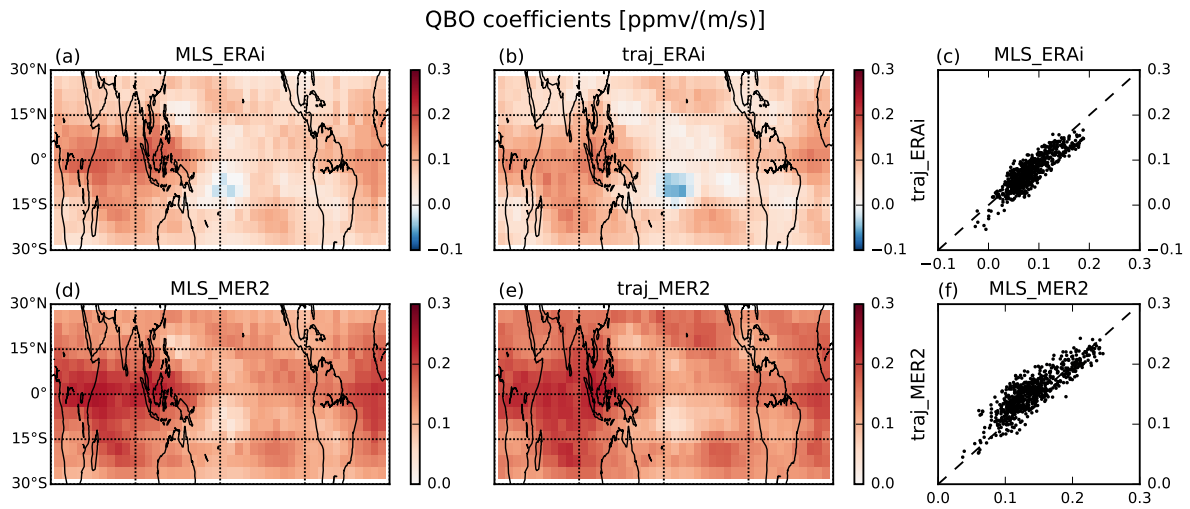 QBO coefficients [ppmv/(m/s)]
(a) MLS_ERAi
30°N
15°N
0°
15°S
30°S
0.3
0.2
0.1
0.0
−0.1
(b) traj_ERAi
0.3
0.2
0.1
0.0
−0.1
(c) MLS_ERAi
traj_ERAi
0.3
0.2
0.1
0.0
−0.1
−0.1 0.0 0.1 0.2 0.3
(d) MLS_MER2
30°N
15°N
0°
15°S
30°S
0.3
0.2
0.1
0.0
(e) traj_MER2
0.3
0.2
0.1
0.0
(f) MLS_MER2
traj_MER2
0.3
0.2
0.1
0.0
0.0 0.1 0.2 0.3